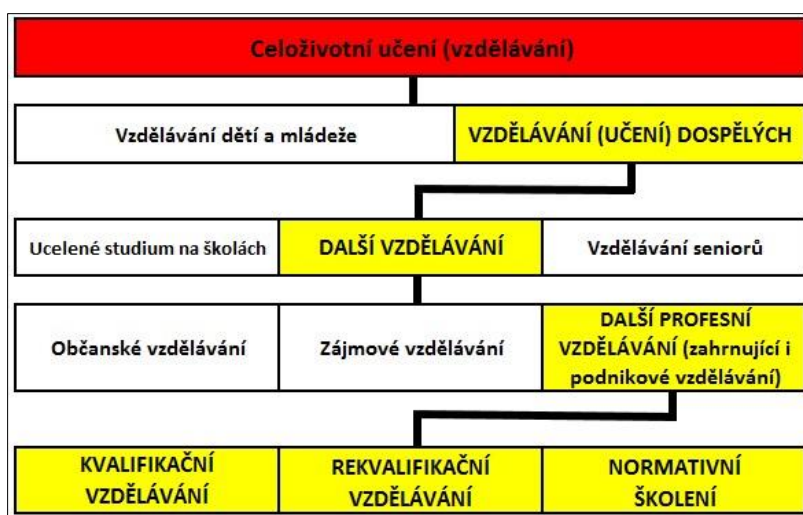 Celoživotní učení (vzdělávání)
Vzdělávání dětí a mládeže
VZDĚLÁVÁNÍ (UČENÍ) DOSPĚLÝCH
Ucelené studium na školách
DALŠÍ VZDĚLÁVÁNÍ
Vzdělávání seniorů
Občanské vzdělávání
Zájmové vzdělávání
DALŠÍ PROFESNÍ
VZDĚLÁVÁNÍ (zahrnující i
podnikové vzdělávání)
KVALIFIKAČNÍ
VZDĚLÁVÁNÍ
REKVALIFIKAČNÍ
VZDĚLÁVÁNÍ
NORMATIVNÍ
ŠKOLENÍ